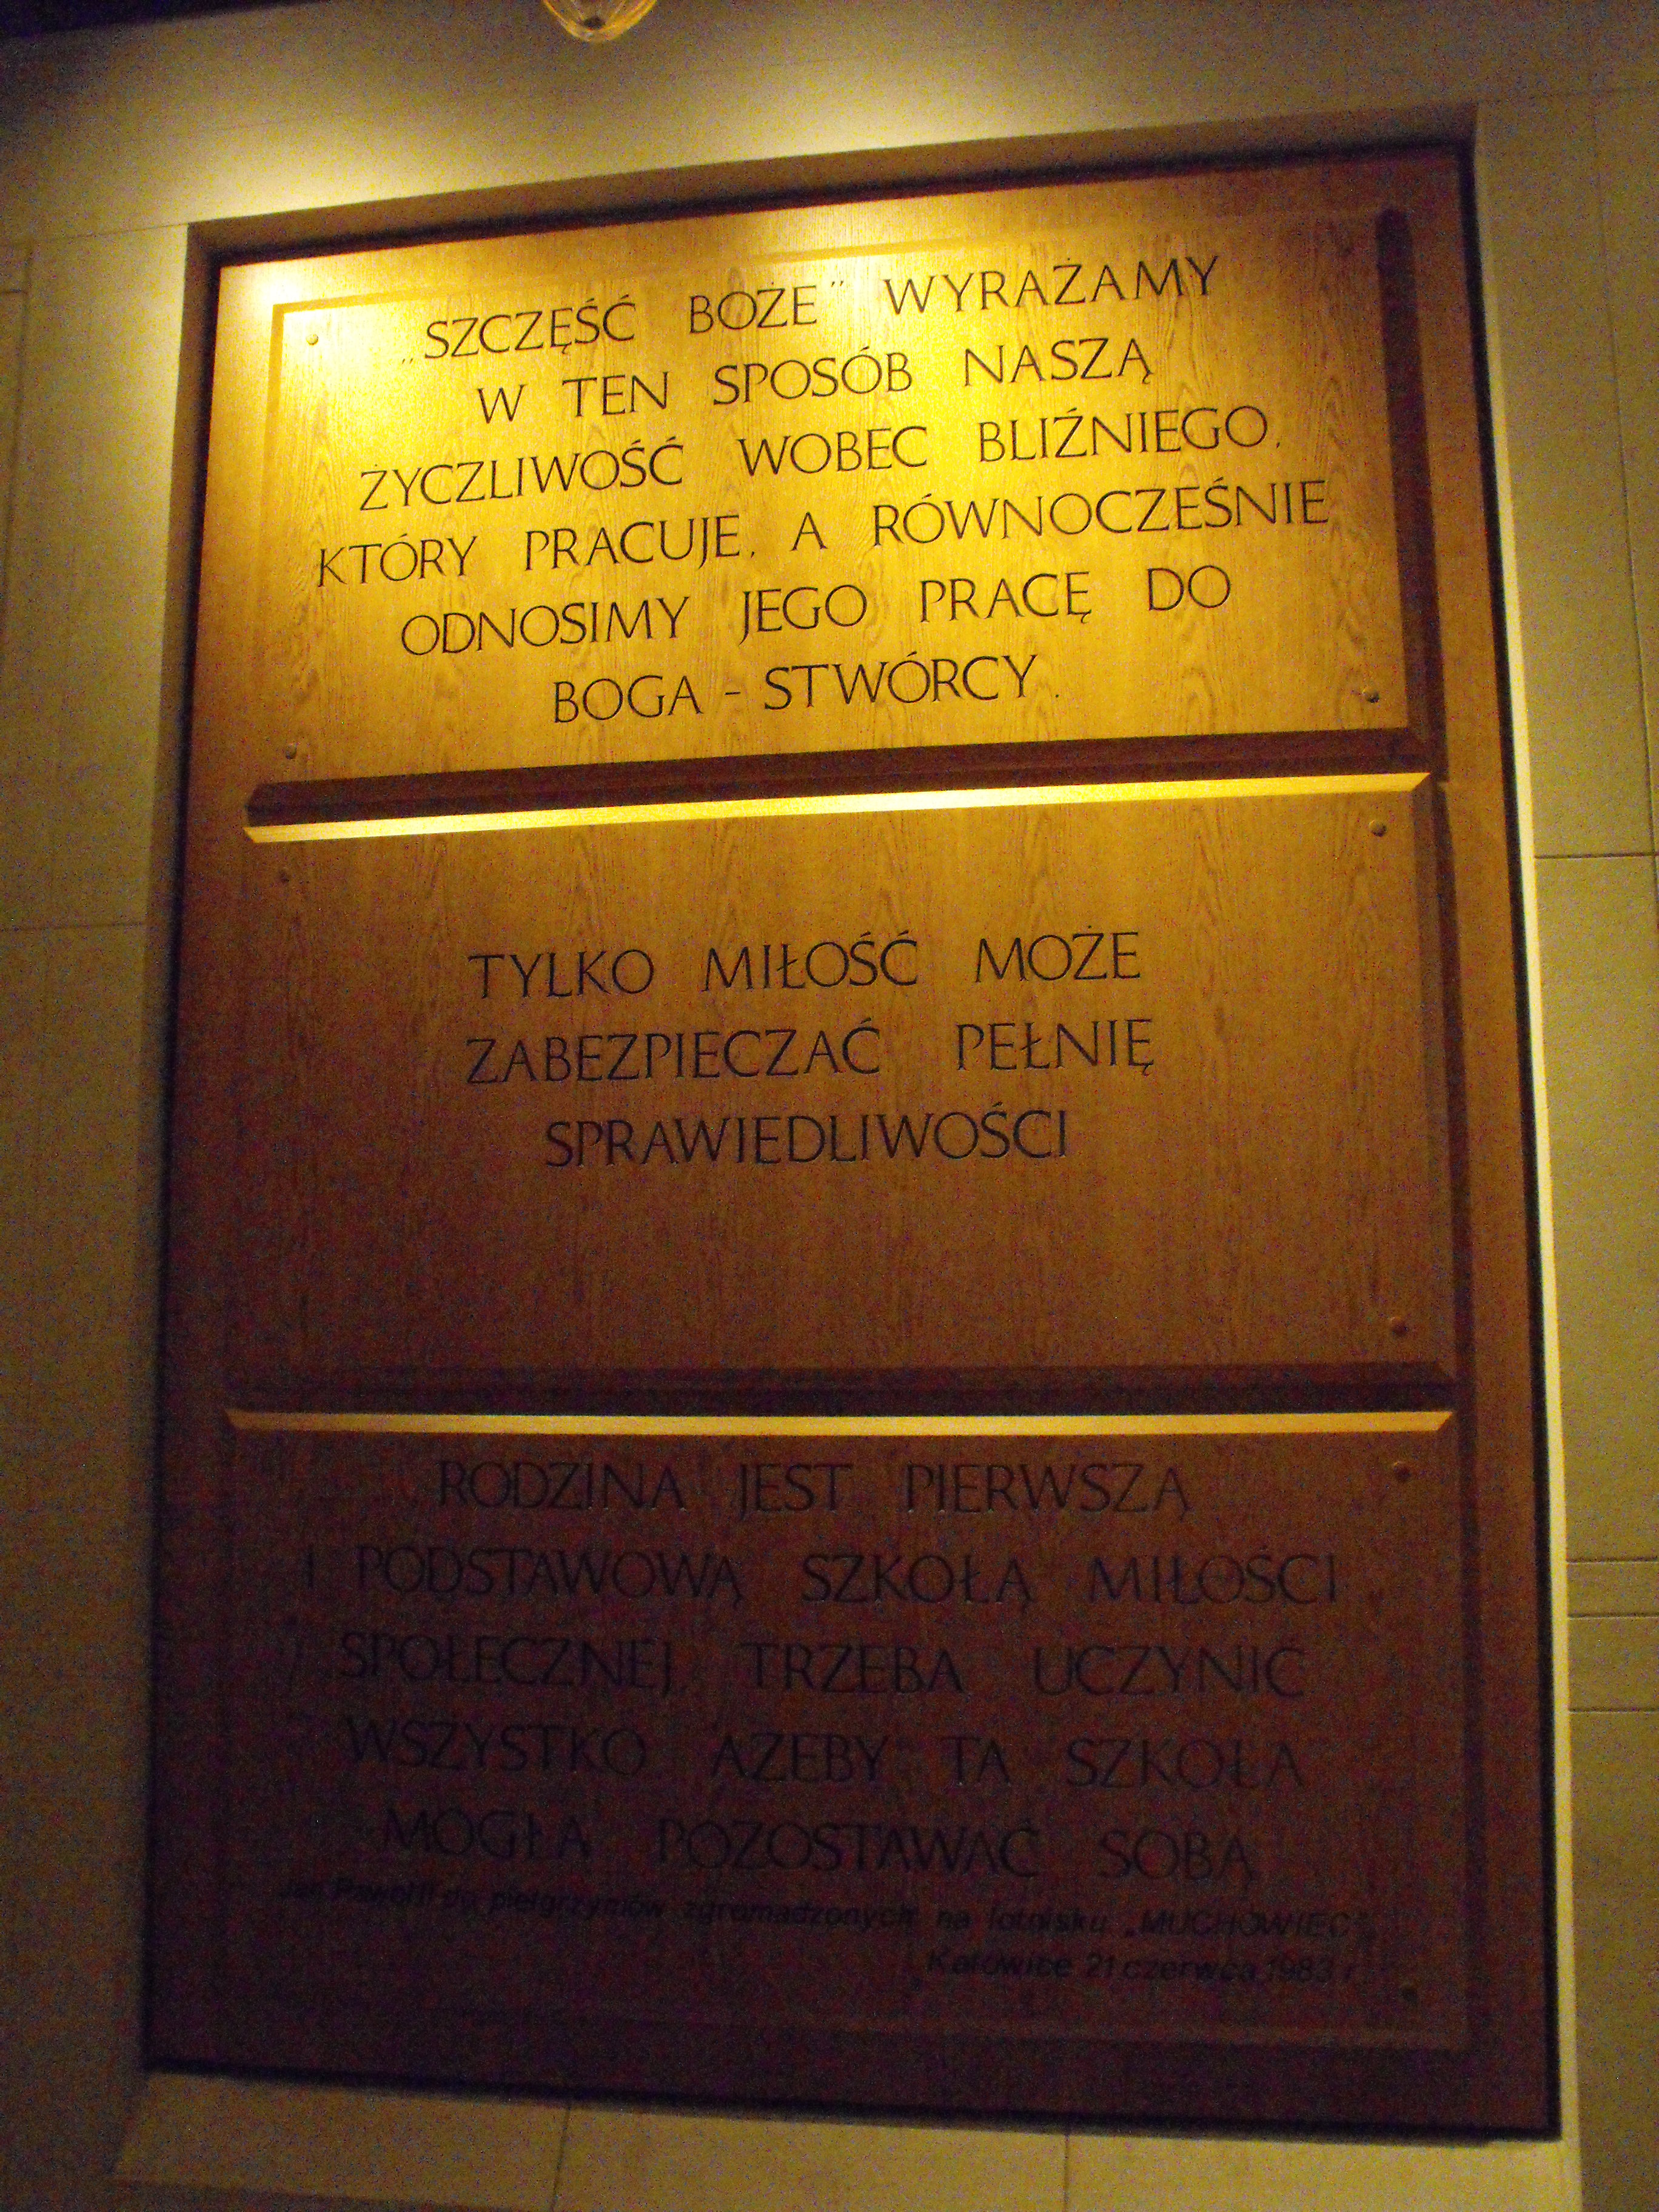 „SZCZĘŚĆ BOŻE” WYRAŻAMY
W TEN SPOSÓB NASZĄ
ŻYCZLIWOŚĆ WOBEC BLIŹNIEGO,
KTÓRY PRACUJE, A RÓWNOCZEŚNIE
ODNOSIMY JEGO PRACĘ DO
BOGA - STWÓRCY.
TYLKO MIŁOŚĆ MOŻE
ZABEZPIECZAĆ PEŁNIĘ
SPRAWIEDLIWOŚCI
RODZINA JEST PIERWSZĄ
I PODSTAWOWĄ SZKOŁĄ MIŁOŚCI
SPOŁECZNEJ. TRZEBA UCZYNIĆ
WSZYSTKO AŻEBY TA SZKOŁA
MOGŁA POZOSTAWAĆ SOBĄ
Jan Paweł II do pielgrzymów zgromadzonych na lotnisku „MUCHOWIEC”
Katowice 21 czerwca 1983 r.